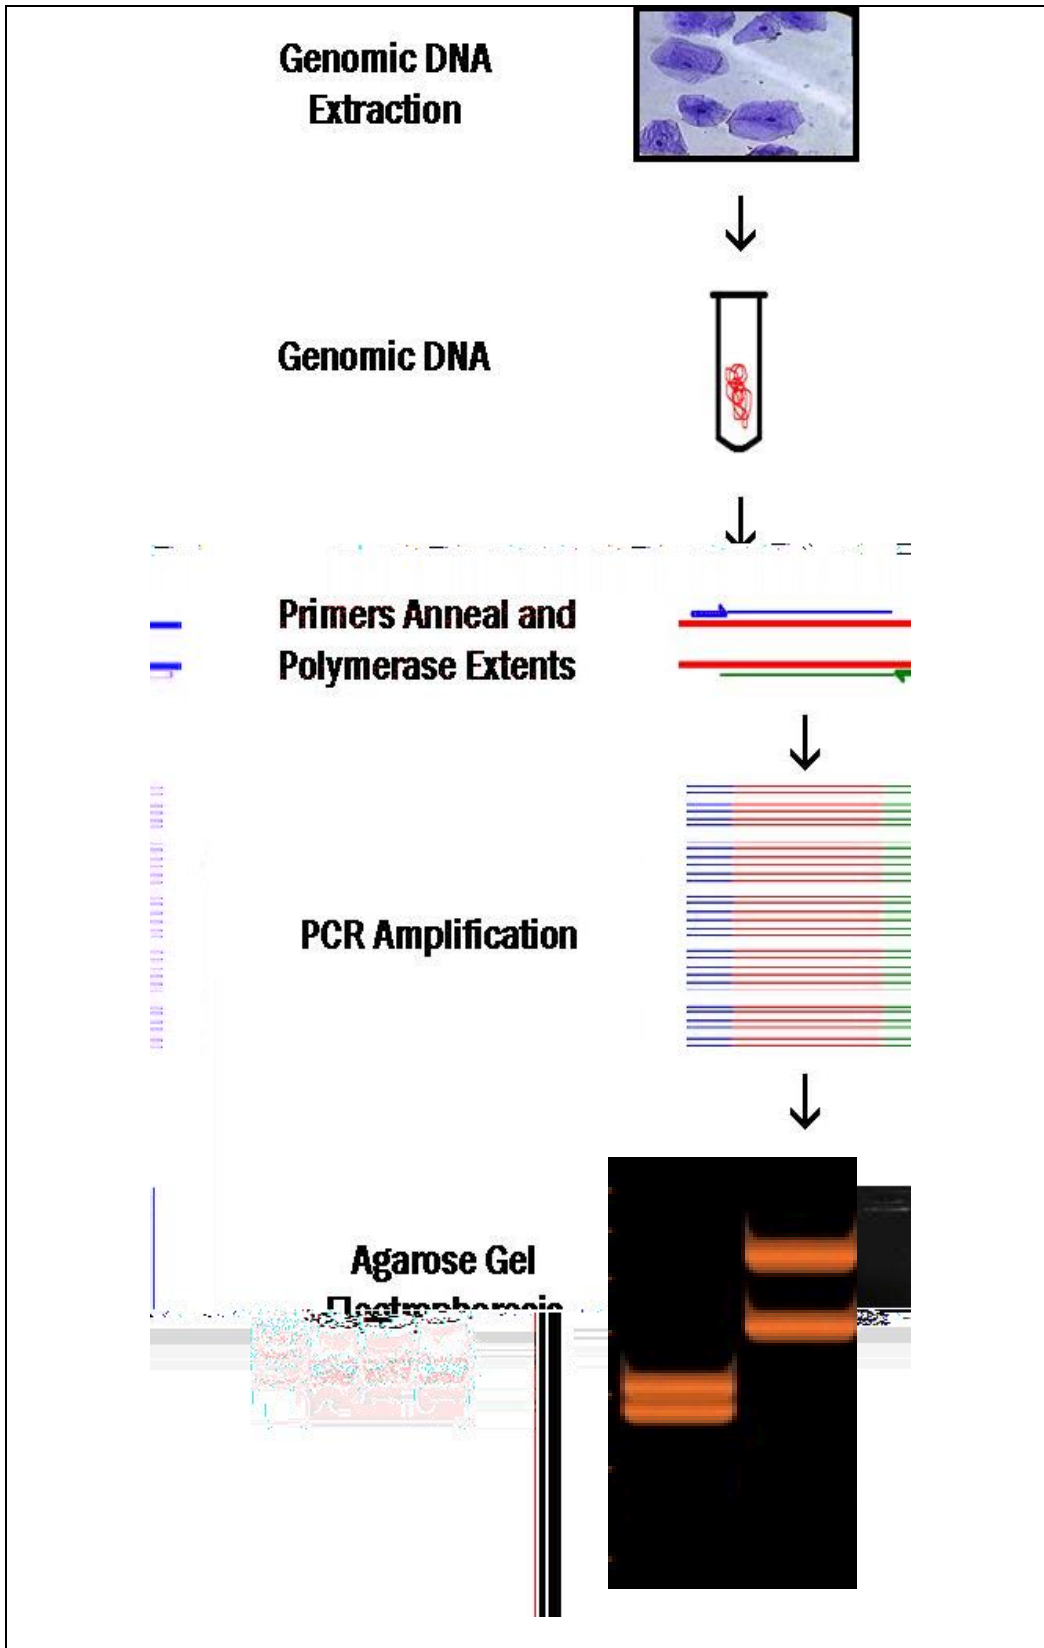 Genomic DNA
Extraction
Genomic DNA
Primers Anneal and
Polymerase Extents
PCR Amplification
Agarose Gel